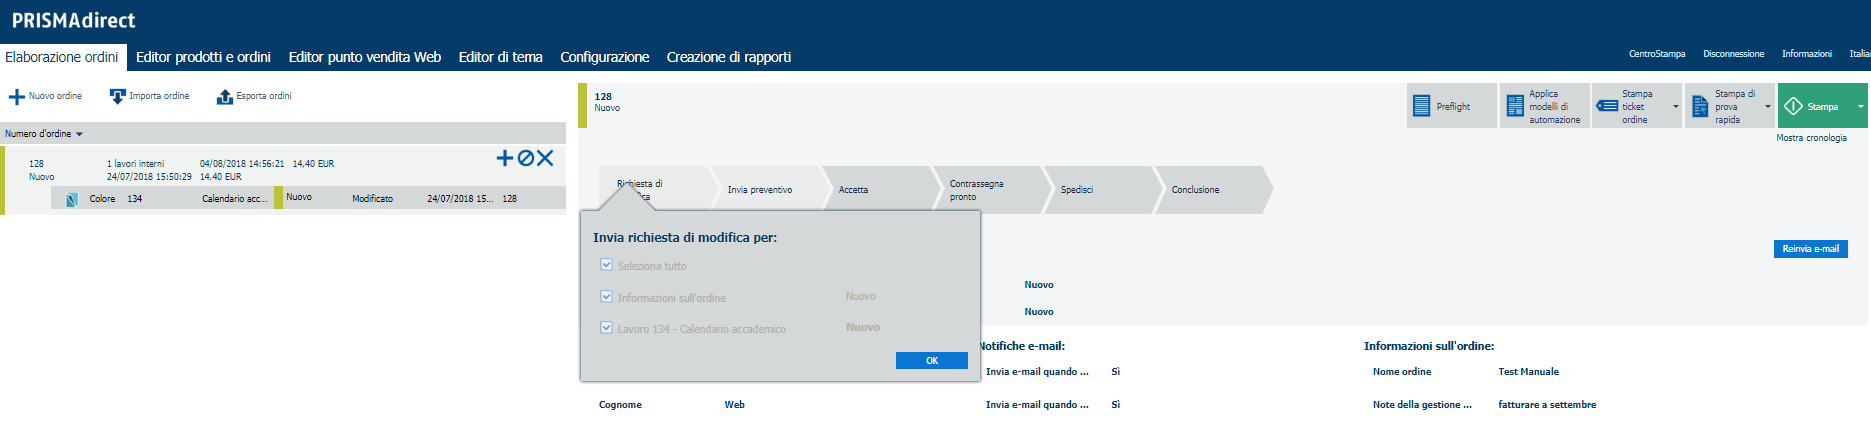 PRISMAdirect
Elaborazione ordini Editor prodotti e ordini Editor punto vendita Web Editor di tema Configurazione Creazione di rapporti
CentroStampa Disconnessione Informazioni Italia
Nuovo ordine Importa ordine Esporta ordini
Numero d'ordine
128 1 lavori interni 04/08/2018 14:56:21 14,40 EUR
Nuovo 24/07/2018 15:50:29 14,40 EUR
Colore 134 Calendario acc... Nuovo Modificato 24/07/2018 15... 128
128
Nuovo
Preflight
Applica
modelli di
automazione
Stampa
ticket
ordine
Stampa di
prova
rapida
Stampa
Mostra cronologia
Richiesta di
ca
Invia preventivo
Accetta
Contrassegna
pronto
Spedisci
Conclusione
Invia richiesta di modifica per:
Seleziona tutto
Informazioni sull'ordine Nuovo
Lavoro 134 - Calendario accademico Nuovo
OK
Reinvia e-mail
Nuovo
Nuovo
Notifiche e-mail:
Invia e-mail quando ... Sì
Invia e-mail quando ... Sì
Cognome Web
Informazioni sull'ordine:
Nome ordine Test Manuale
Note della gestione ... fatturare a settembre